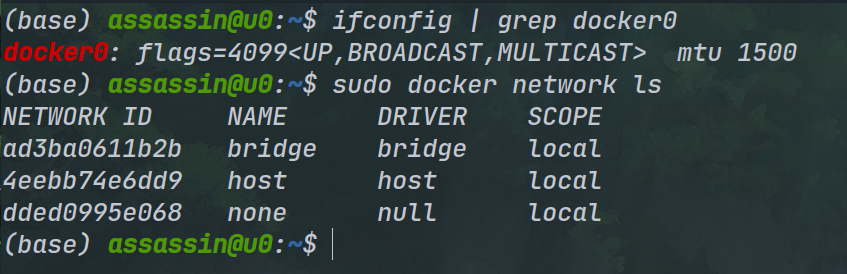 (base) assassin@u0:~$ ifconfig | grep docker0
docker0: flags=4099<UP,BROADCAST,MULTICAST>  mtu 1500
(base) assassin@u0:~$ sudo docker network ls
NETWORK ID     NAME      DRIVER    SCOPE
ad3ba0611b2b   bridge    bridge    local
4eebb74e6dd9   host      host      local
dded0995e068   none      null      local
(base) assassin@u0:~$